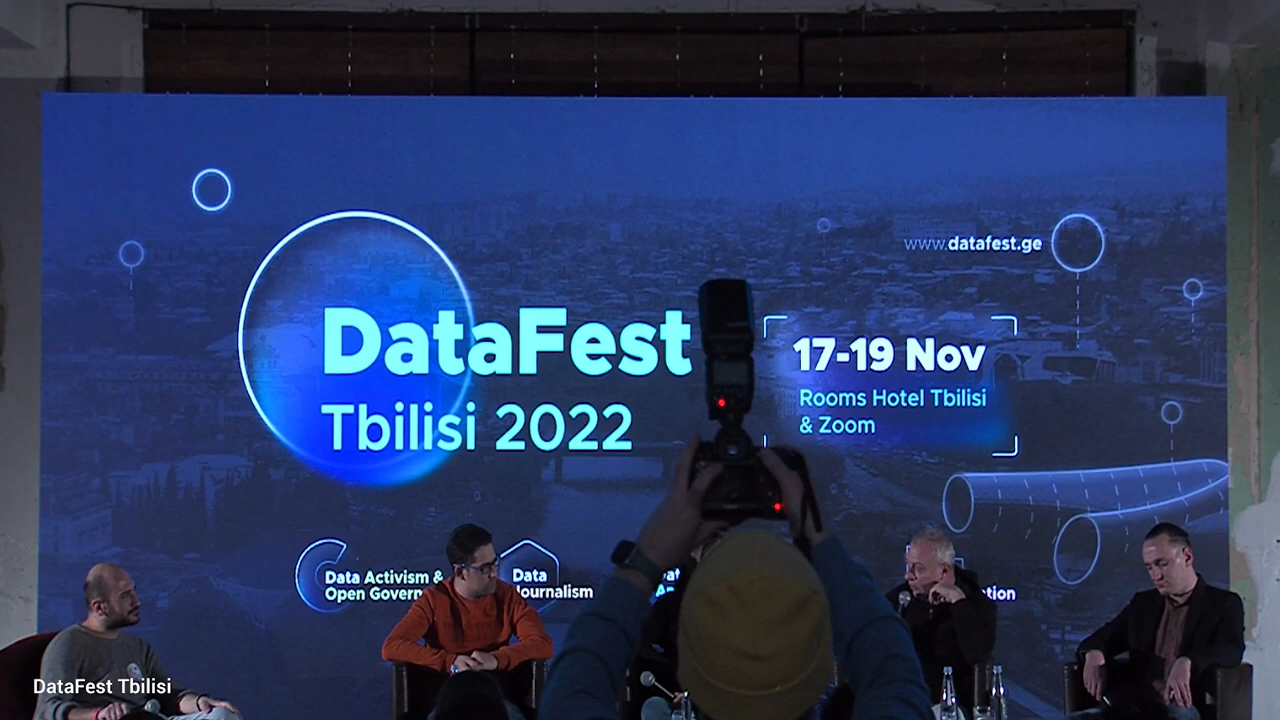 www.datafest.ge
DataFest
Tbilisi 2022
17-19 Nov
Rooms Hotel Tbilisi
& Zoom
Data Activism &
Open
Data
Journalism
DataFest Tbilisi